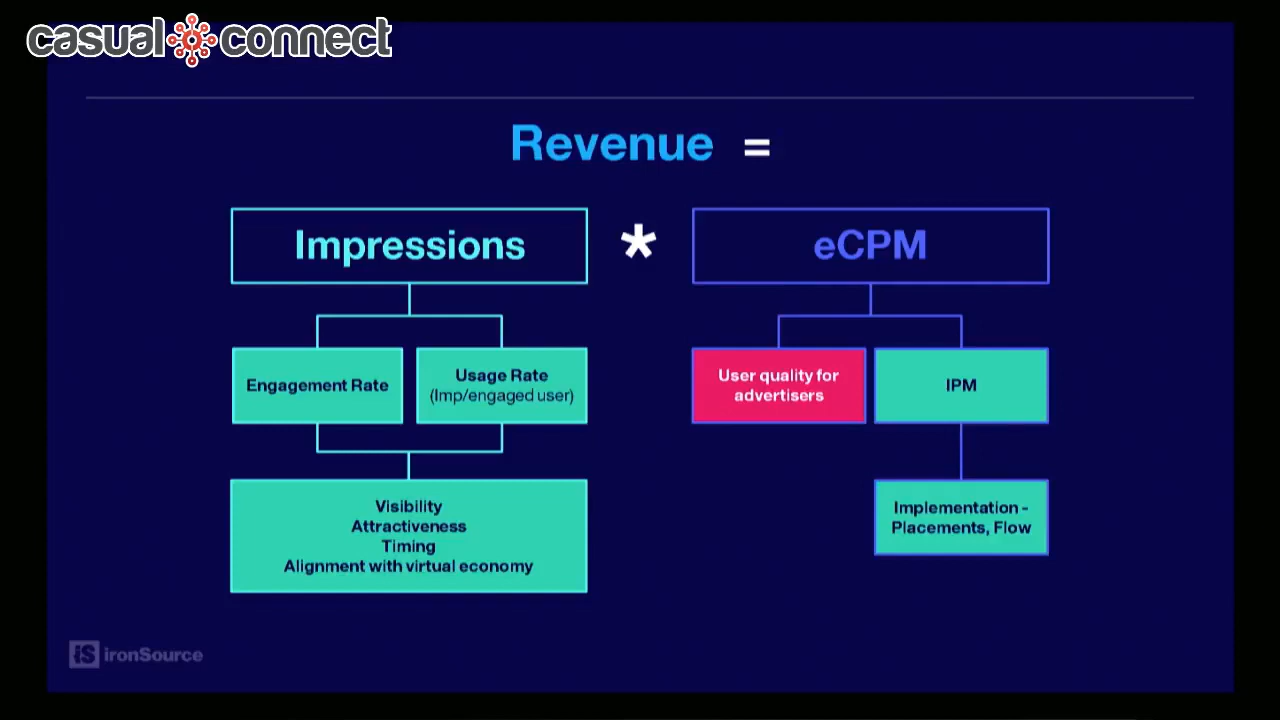 casual connect
Revenue =
Impressions
*
eCPM
Engagement Rate
Usage Rate
(Imp/engaged user)
User quality for
advertisers
IPM
Visibility
Attractiveness
Timing
Alignment with virtual economy
Implementation -
Placements, Flow
iS ironSource